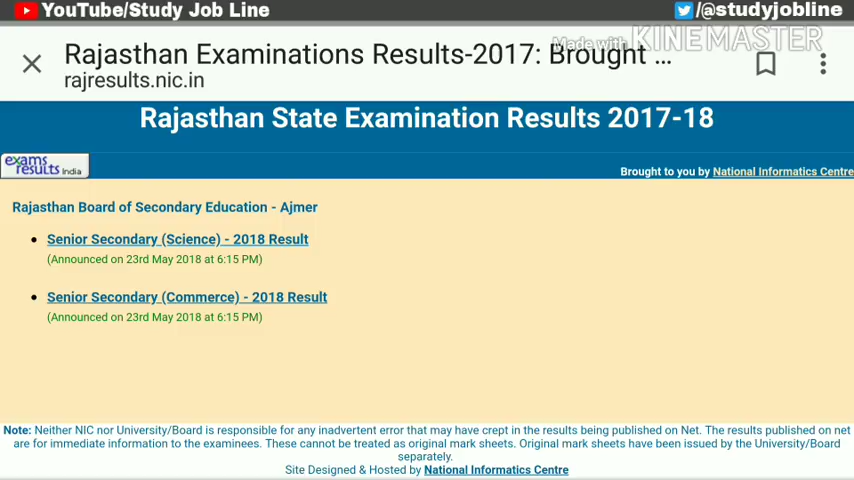 YouTube/Study Job Line
/@studyjobline
Made with KINEMASTER
Rajasthan Examinations Results-2017: Brought ...
rajresults.nic.in
Rajasthan State Examination Results 2017-18
exams
results India
Brought to you by National Informatics Centre
Rajasthan Board of Secondary Education - Ajmer
Senior Secondary (Science) - 2018 Result
(Announced on 23rd May 2018 at 6:15 PM)
Senior Secondary (Commerce) - 2018 Result
(Announced on 23rd May 2018 at 6:15 PM)
Note: Neither NIC nor University/Board is responsible for any inadvertent error that may have crept in the results being published on Net. The results published on net
are for immediate information to the examinees. These cannot be treated as original mark sheets. Original mark sheets have been issued by the University/Board
separately.
Site Designed & Hosted by National Informatics Centre